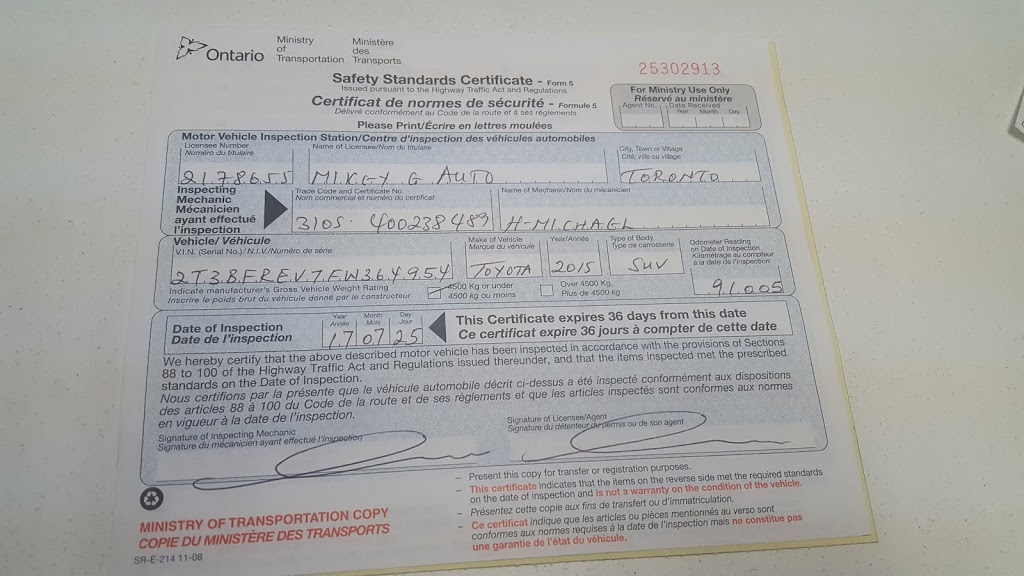 Ontario
Ministry of Transportation
Ministère des Transports
25302913
Safety Standards Certificate - Form 5
Issued pursuant to the Highway Traffic Act and Regulations
Certificat de normes de sécurité - Formule 5
Délivré conformément au Code de la route et à ses règlements
Please Print/Écrire en lettres moulées
For Ministry Use Only
Réservé au ministère
Agent No. Date Received
Year Month Day
Motor Vehicle Inspection Station/Centre d'inspection des véhicules automobiles
Licensee Number
Numéro du titulaire
2178655
Name of Licensee/Nom du titulaire
MIKEY G AUTO
City, Town or Village
Cité, ville ou village
TORONTO
Inspecting
Mechanic
Mécanicien
ayant effectué
l'inspection
Trade Code and Certificate No.
Nom commercial et numéro du certificat
310S. 400238489
Name of Mechanic/Nom du mécanicien
H-MICHAEL
Vehicle/ Véhicule
V.I.N. (Serial No.) / N.I.V./Numéro de série
2T3BFREV7FW364954
Make of Vehicle
Marque du véhicule
TOYOTA
Year/Année
2015
Type of Body
Type de carrosserie
SUV
Odometer Reading
on Date of Inspection
Kilométrage au compteur
à la date de l'inspection
91005
Indicate manufacturer's Gross Vehicle Weight Rating
Inscrire le poids brut du véhicule donné par le constructeur
4500 Kg or under
4500 kg ou moins
Over 4500 Kg.
Plus de 4500 kg
Date of Inspection
Date de l'inspection
Year Month Day
Année Mois Jour
17 07 25
This Certificate expires 36 days from this date
Ce certificat expire 36 jours à compter de cette date
We hereby certify that the above described motor vehicle has been inspected in accordance with the provisions of Sections
88 to 100 of the Highway Traffic Act and Regulations issued thereunder, and that the items inspected met the prescribed
standards on the Date of Inspection.
Nous certifions par la présente que le véhicule automobile décrit ci-dessus a été inspecté conformément aux dispositions
des articles 88 à 100 du Code de la route et de ses règlements et que les articles inspectés sont conformes aux normes
en vigueur à la date de l'inspection.
Signature of Inspecting Mechanic
Signature du mécanicien ayant effectué l'inspection
Signature of Licensee/Agent
Signature du détenteur du permis ou de son agent
- Present this copy for transfer or registration purposes.
- This certificate indicates that the items on the reverse side met the required standards
on the date of inspection and is not a warranty on the condition of the vehicle.
- Présentez cette copie aux fins de transfert ou d'immatriculation.
- Ce certificat indique que les articles ou pièces mentionnés au verso sont
conformes aux normes requises à la date de l'inspection mais ne constitue pas
une garantie de l'état du véhicule.
MINISTRY OF TRANSPORTATION COPY
COPIE DU MINISTÈRE DES TRANSPORTS
SR-E-214 11-08